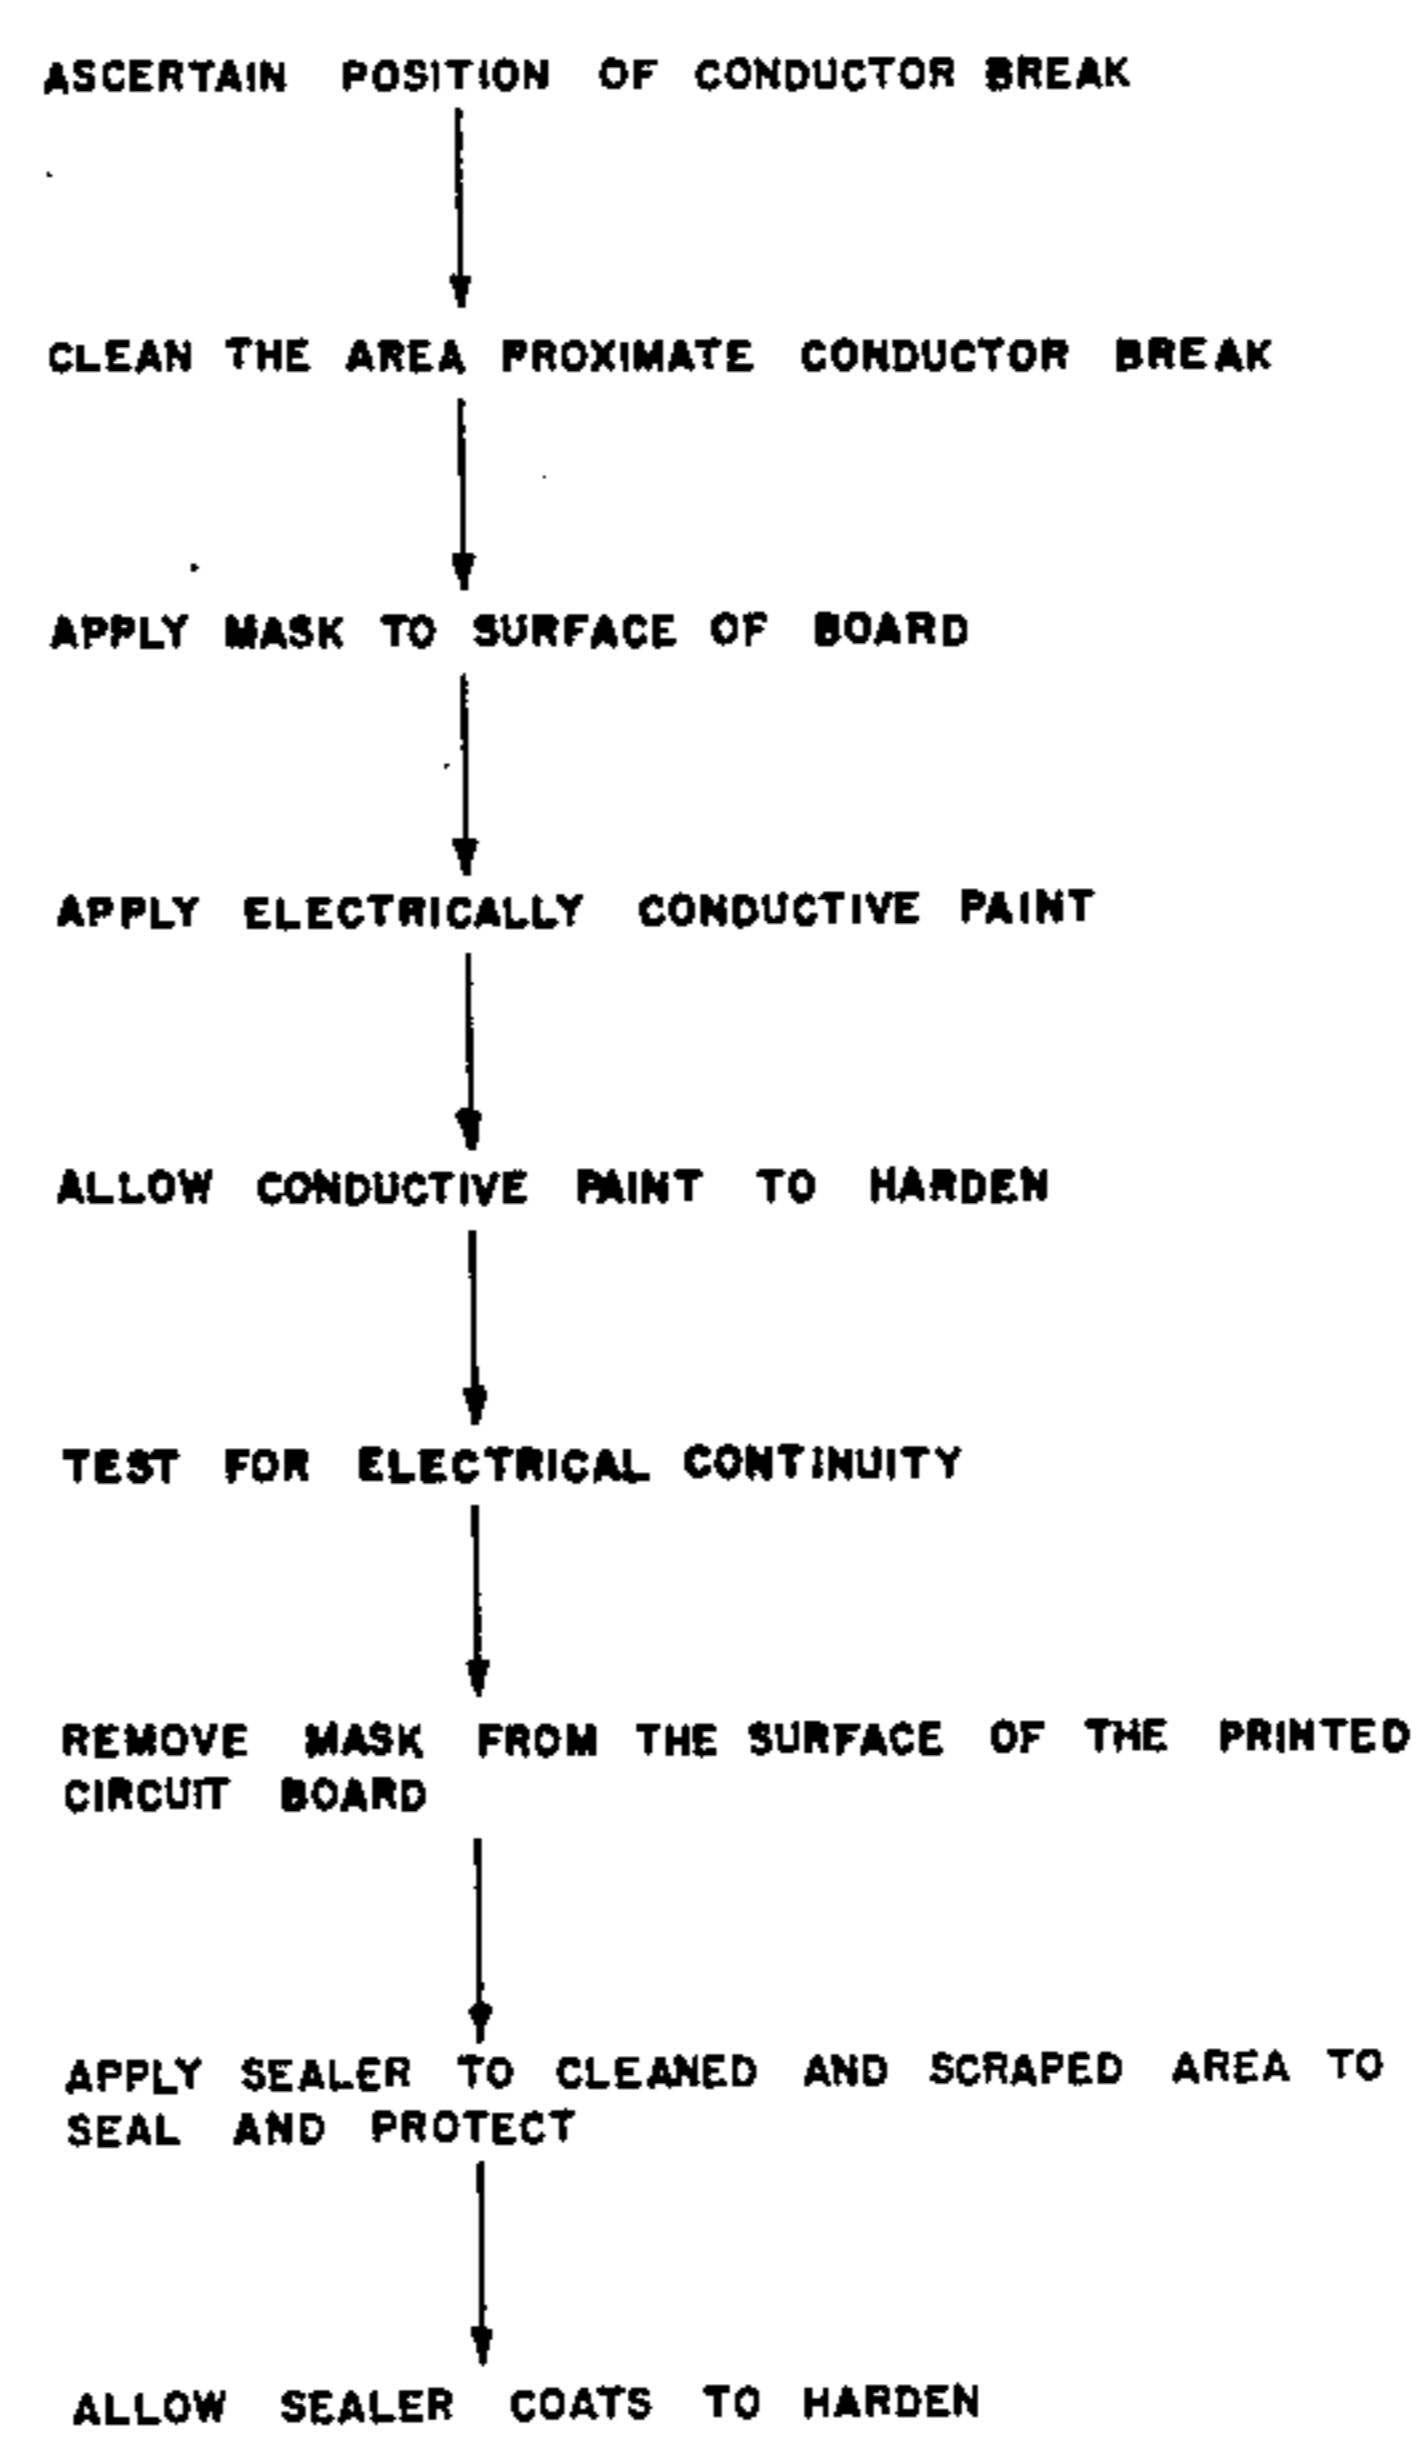 ASCERTAIN POSITION OF CONDUCTOR BREAK
CLEAN THE AREA PROXIMATE CONDUCTOR BREAK
APPLY MASK TO SURFACE OF BOARD
APPLY ELECTRICALLY CONDUCTIVE PAINT
ALLOW CONDUCTIVE PAINT TO HARDEN
TEST FOR ELECTRICAL CONTINUITY
REMOVE MASK FROM THE SURFACE OF THE PRINTED
CIRCUIT BOARD
APPLY SEALER TO CLEANED AND SCRAPED AREA TO
SEAL AND PROTECT
ALLOW SEALER COATS TO HARDEN